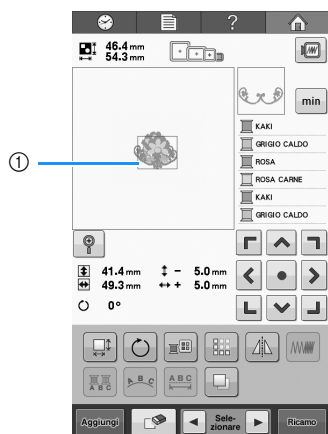 ?
46.4 mm
54.3 mm
min
1
KAKI
GRIGIO CALDO
ROSA
ROSA CARNE
KAKI
GRIGIO CALDO
41.4 mm - 5.0 mm
49.3 mm + 5.0 mm
0°
A B C
A B C
A B C
Aggiungi
Sele-
zionare
Ricamo